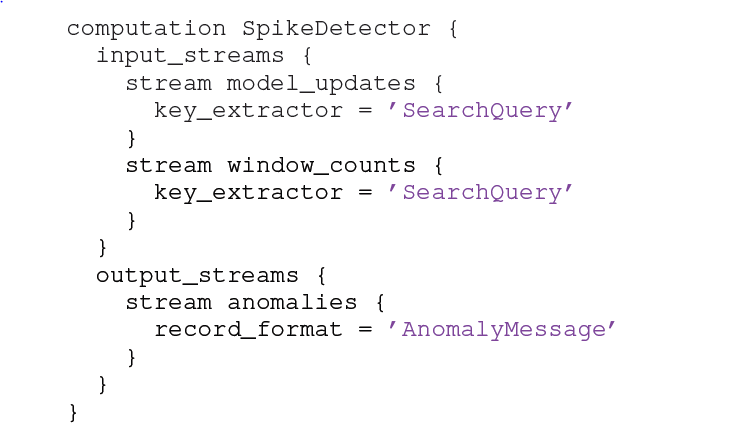 computation SpikeDetector {
  input_streams {
    stream model_updates {
      key_extractor = ’SearchQuery’
    }
    stream window_counts {
      key_extractor = ’SearchQuery’
    }
  }
  output_streams {
    stream anomalies {
      record_format = ’AnomalyMessage’
    }
  }
}